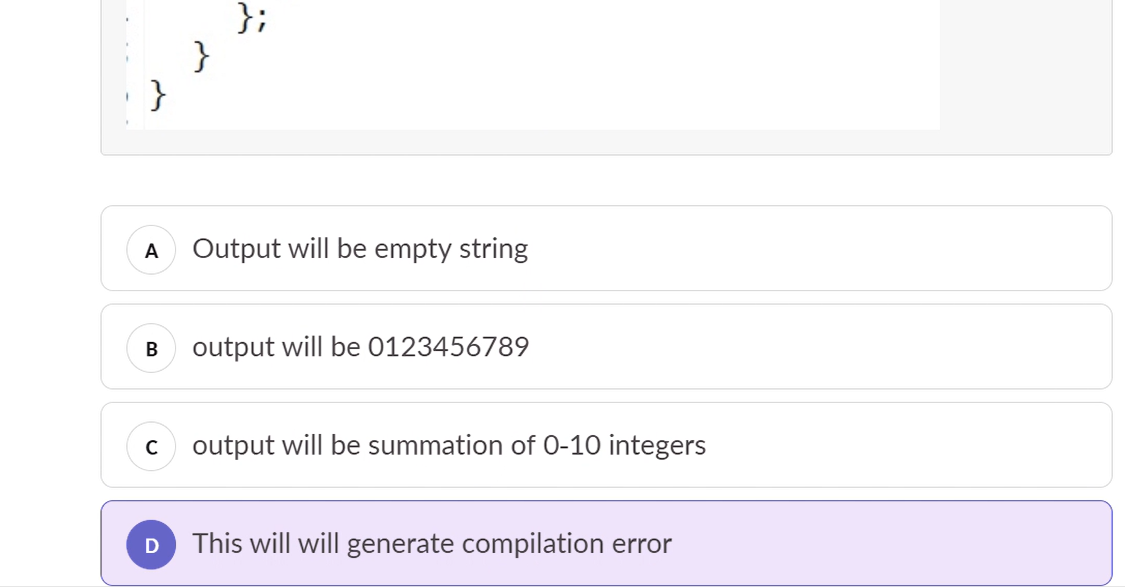 };
}
}
A Output will be empty string
B output will be 0123456789
C output will be summation of 0-10 integers
D This will will generate compilation error